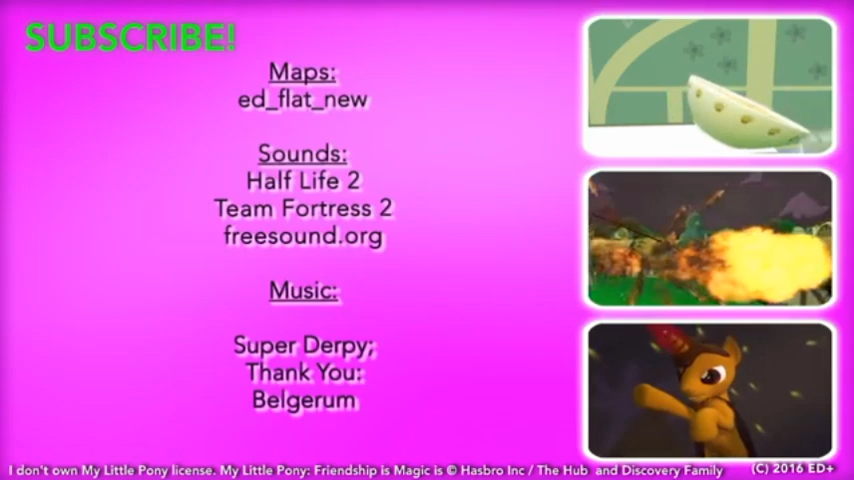 SUBSCRIBE!
Maps:
ed_flat_new
Sounds:
Half Life 2
Team Fortress 2
freesound.org
Music:
Super Derpy;
Thank You:
Belgerum
I don't own My Little Pony license. My Little Pony: Friendship is Magic is © Hasbro Inc / The Hub and Discovery Family
(C) 2016 ED+